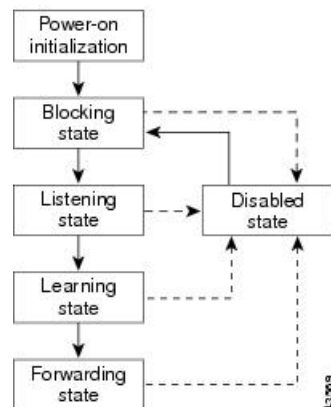 Power-on
initialization
Blocking
state
Listening
state
Disabled
state
Learning
state
Forwarding
state